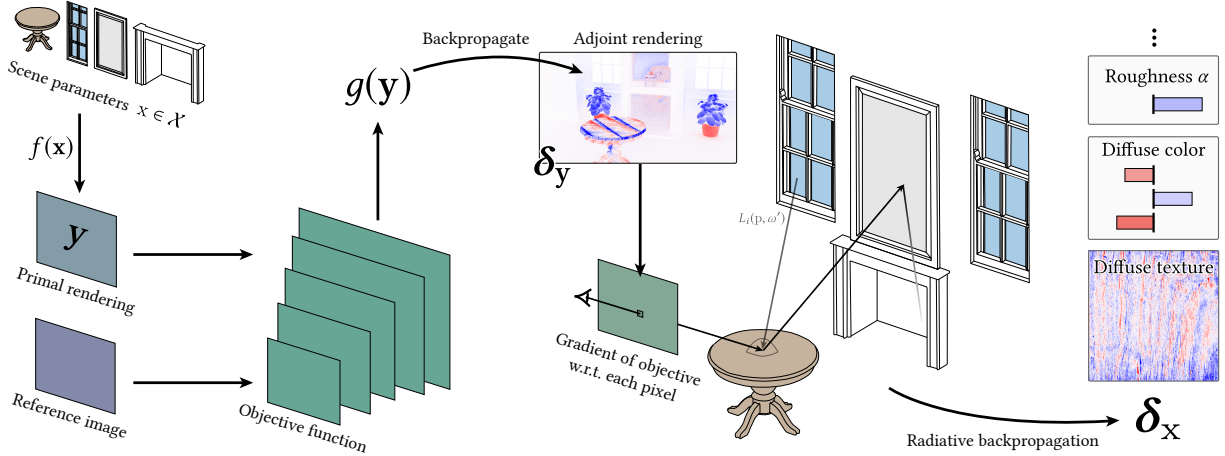 Scene parameters x ∈ 𝒳
f(x)
y
Primal rendering
Reference image
Objective function
g(y)
Backpropagate
Adjoint rendering
δy
Gradient of objective
w.r.t. each pixel
Li(p, ω′)
Radiative backpropagation
⋮
Roughness α
Diffuse color
Diffuse texture
δx